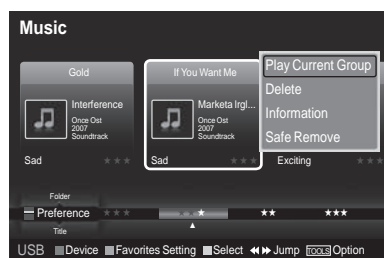 Music
Gold
If You Want Me
Play Current Group
Delete
Information
Safe Remove
Interference
Once Ost
2007
Soundtrack
Marketa Irgl...
Once Ost
2007
Soundtrack
Sad ★★★
Sad ★★★
Exciting ★★★
Folder
Preference ★★★ ★★★ ★★ ★★★
Title
USB Device Favorites Setting Select Jump TOOLS Option